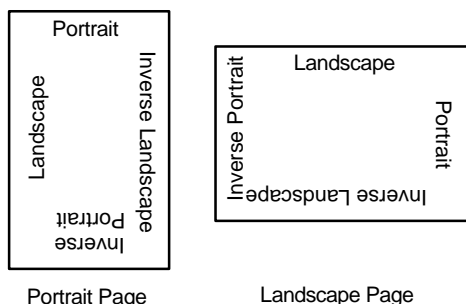 Portrait
Landscape
Inverse Landscape
Inverse
Portrait
Portrait Page
Landscape
Inverse Portrait
Portrait
Inverse Landscape
Landscape Page